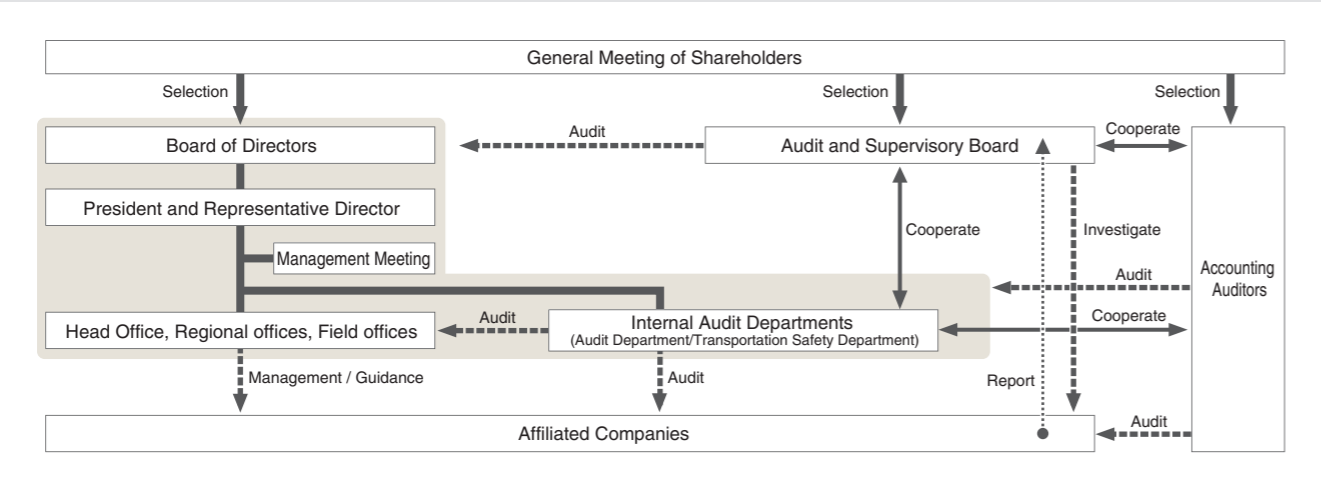 General Meeting of Shareholders
Selection
Selection
Selection
Board of Directors
Audit
Audit and Supervisory Board
Cooperate
President and Representative Director
Cooperate
Investigate
Management Meeting
Accounting
Auditors
Audit
Head Office, Regional offices, Field offices
Audit
Internal Audit Departments
(Audit Department/Transportation Safety Department)
Cooperate
Management / Guidance
Audit
Report
Affiliated Companies
Audit